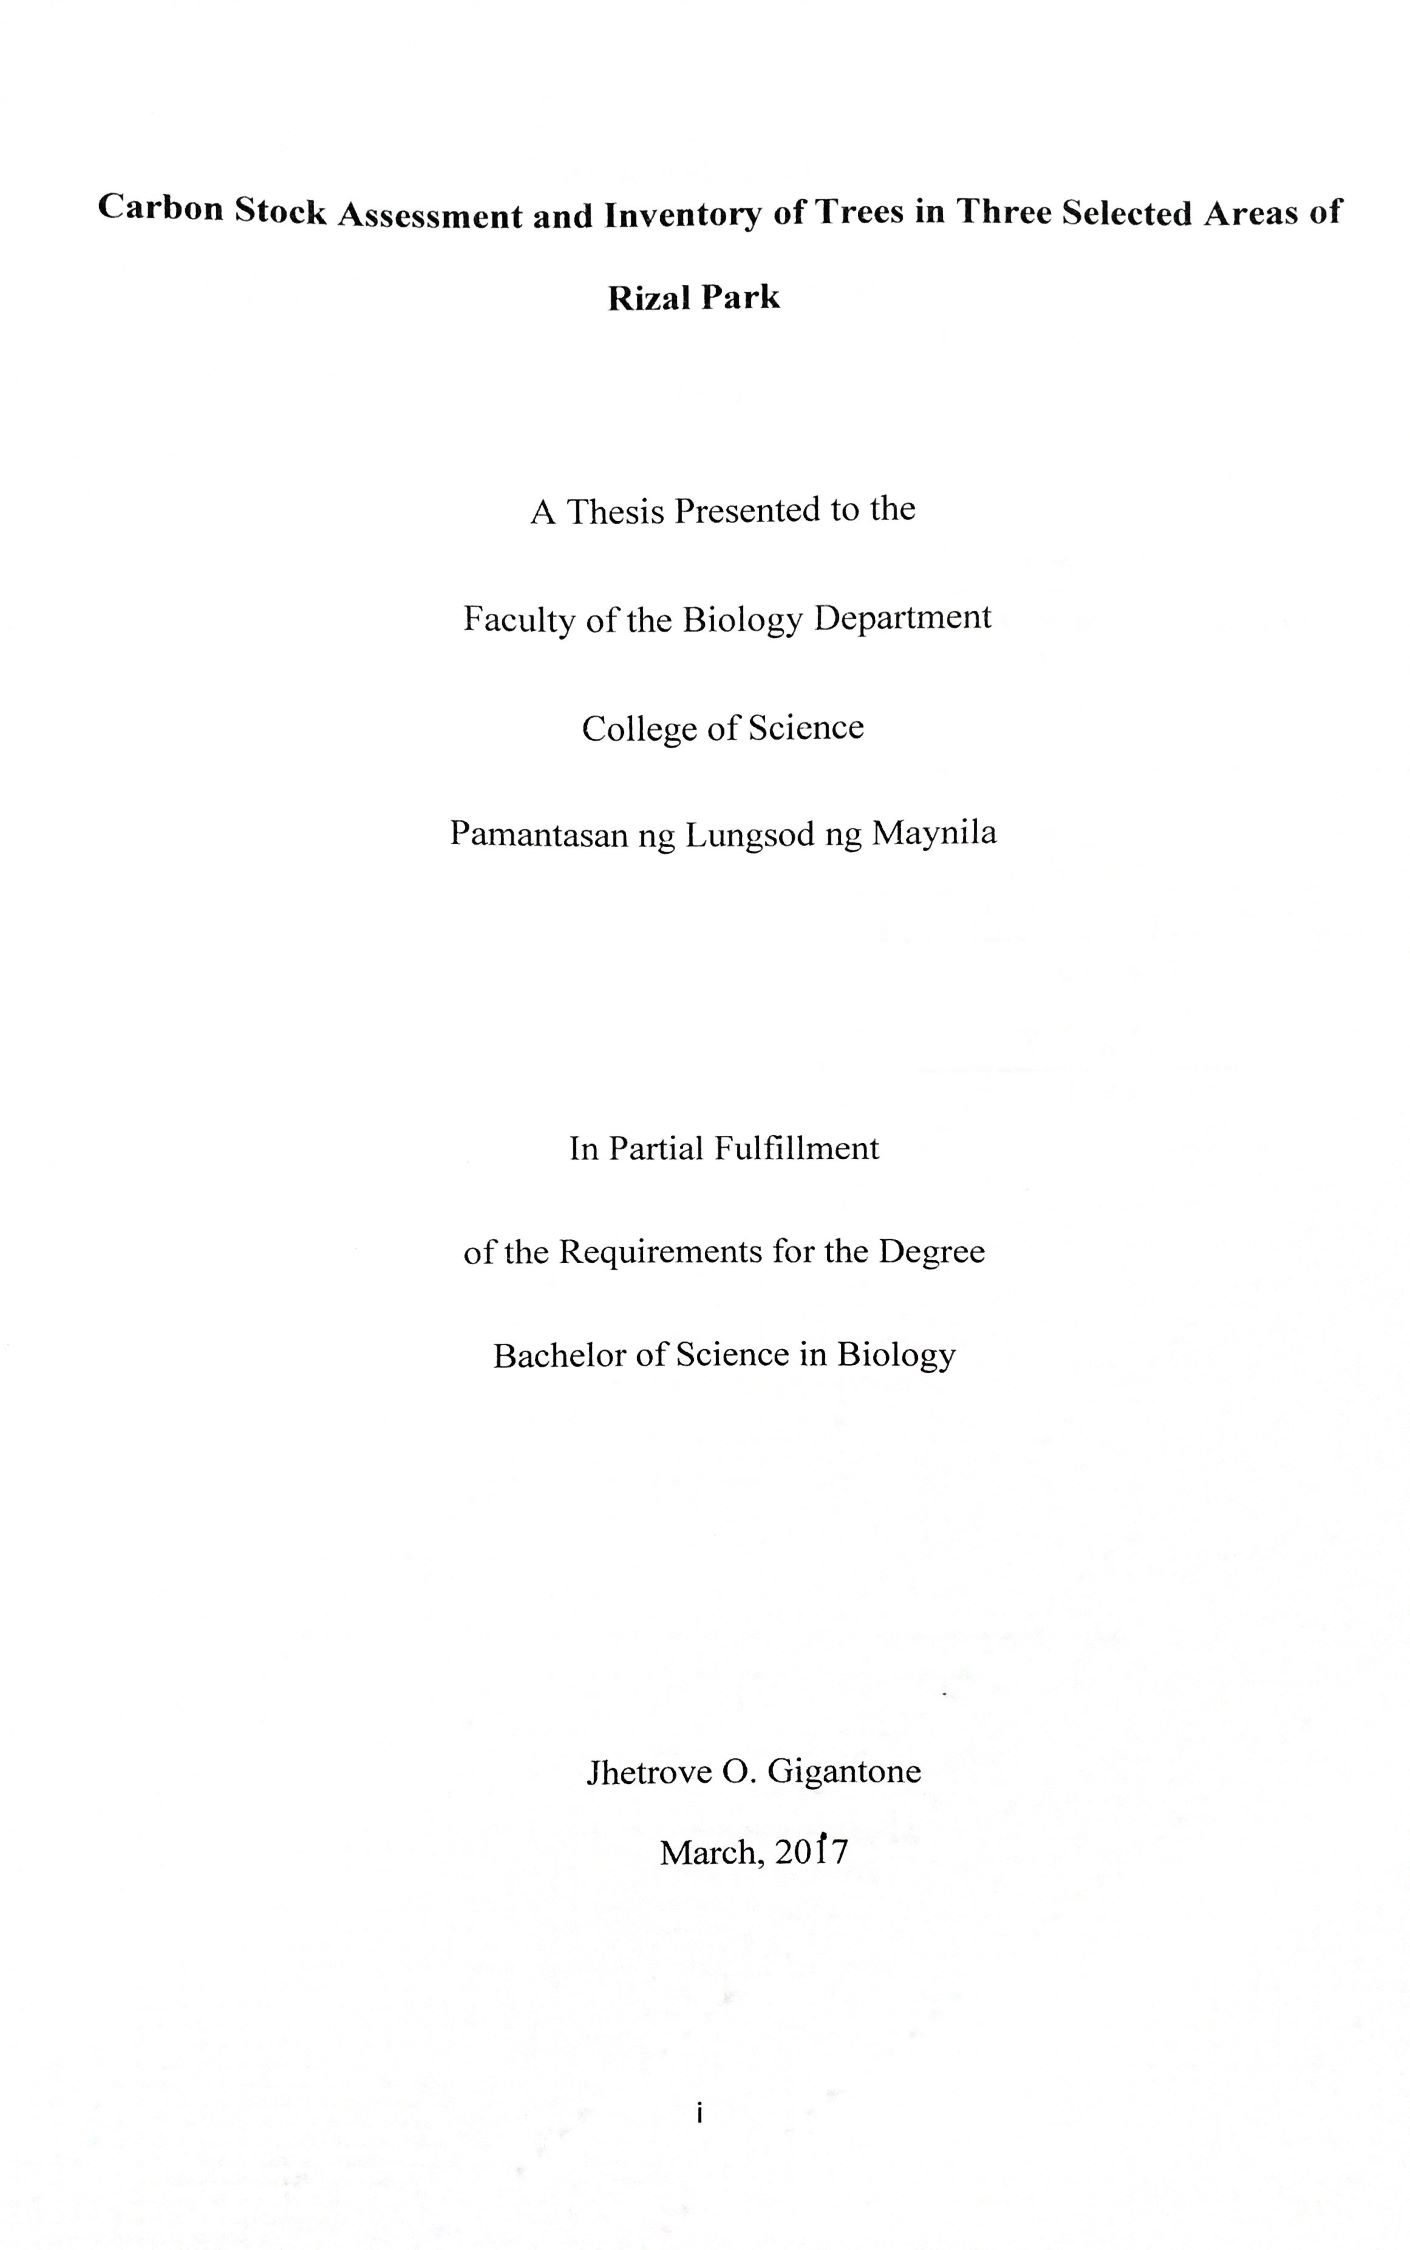 Carbon Stock Assessment and Inventory of Trees in Three Selected Areas of
Rizal Park
A Thesis Presented to the
Faculty of the Biology Department
College of Science
Pamantasan ng Lungsod ng Maynila
In Partial Fulfillment
of the Requirements for the Degree
Bachelor of Science in Biology
Jhetrove O. Gigantone
March, 2017
i